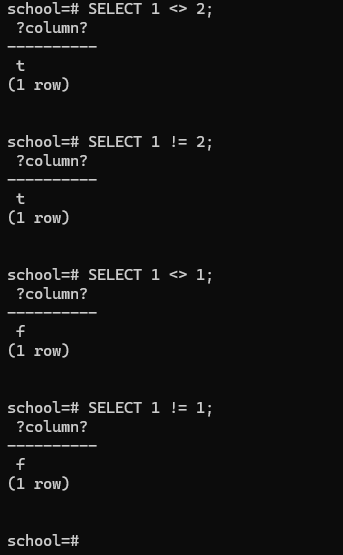 school=# SELECT 1 <> 2;
 ?column?
----------
 t
(1 row)

school=# SELECT 1 != 2;
 ?column?
----------
 t
(1 row)

school=# SELECT 1 <> 1;
 ?column?
----------
 f
(1 row)

school=# SELECT 1 != 1;
 ?column?
----------
 f
(1 row)

school=#